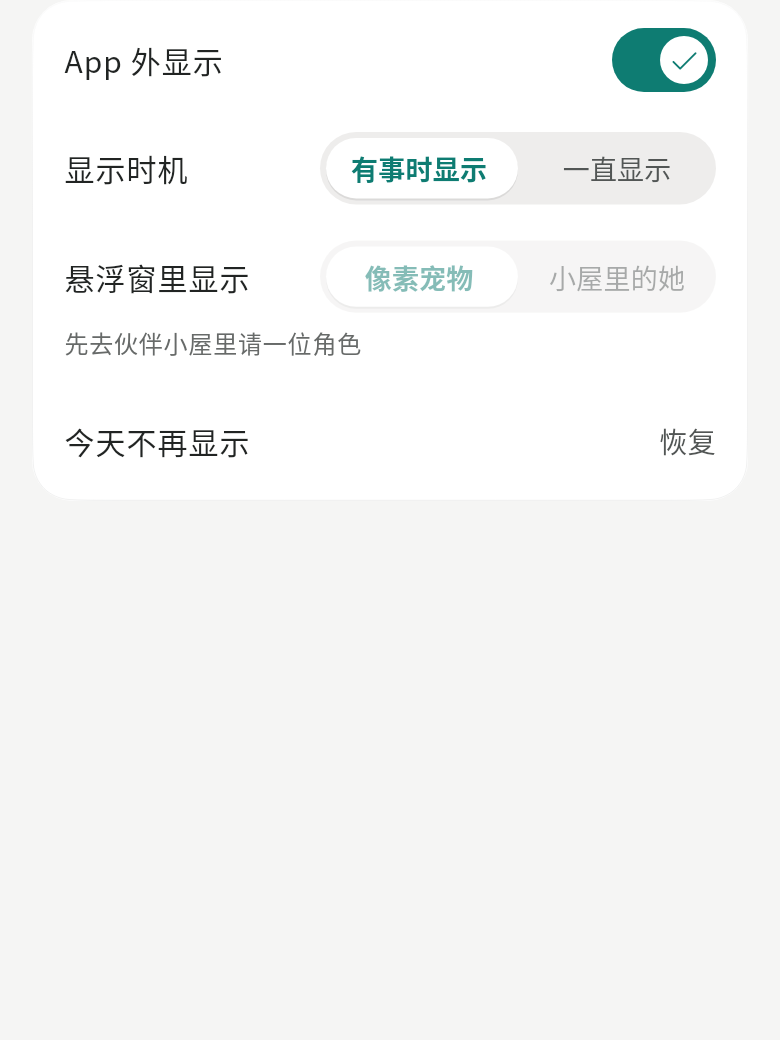 App 外显示
显示时机 有事时显示 一直显示
悬浮窗里显示 像素宠物 小屋里的她
先去伙伴小屋里请一位角色
今天不再显示 恢复